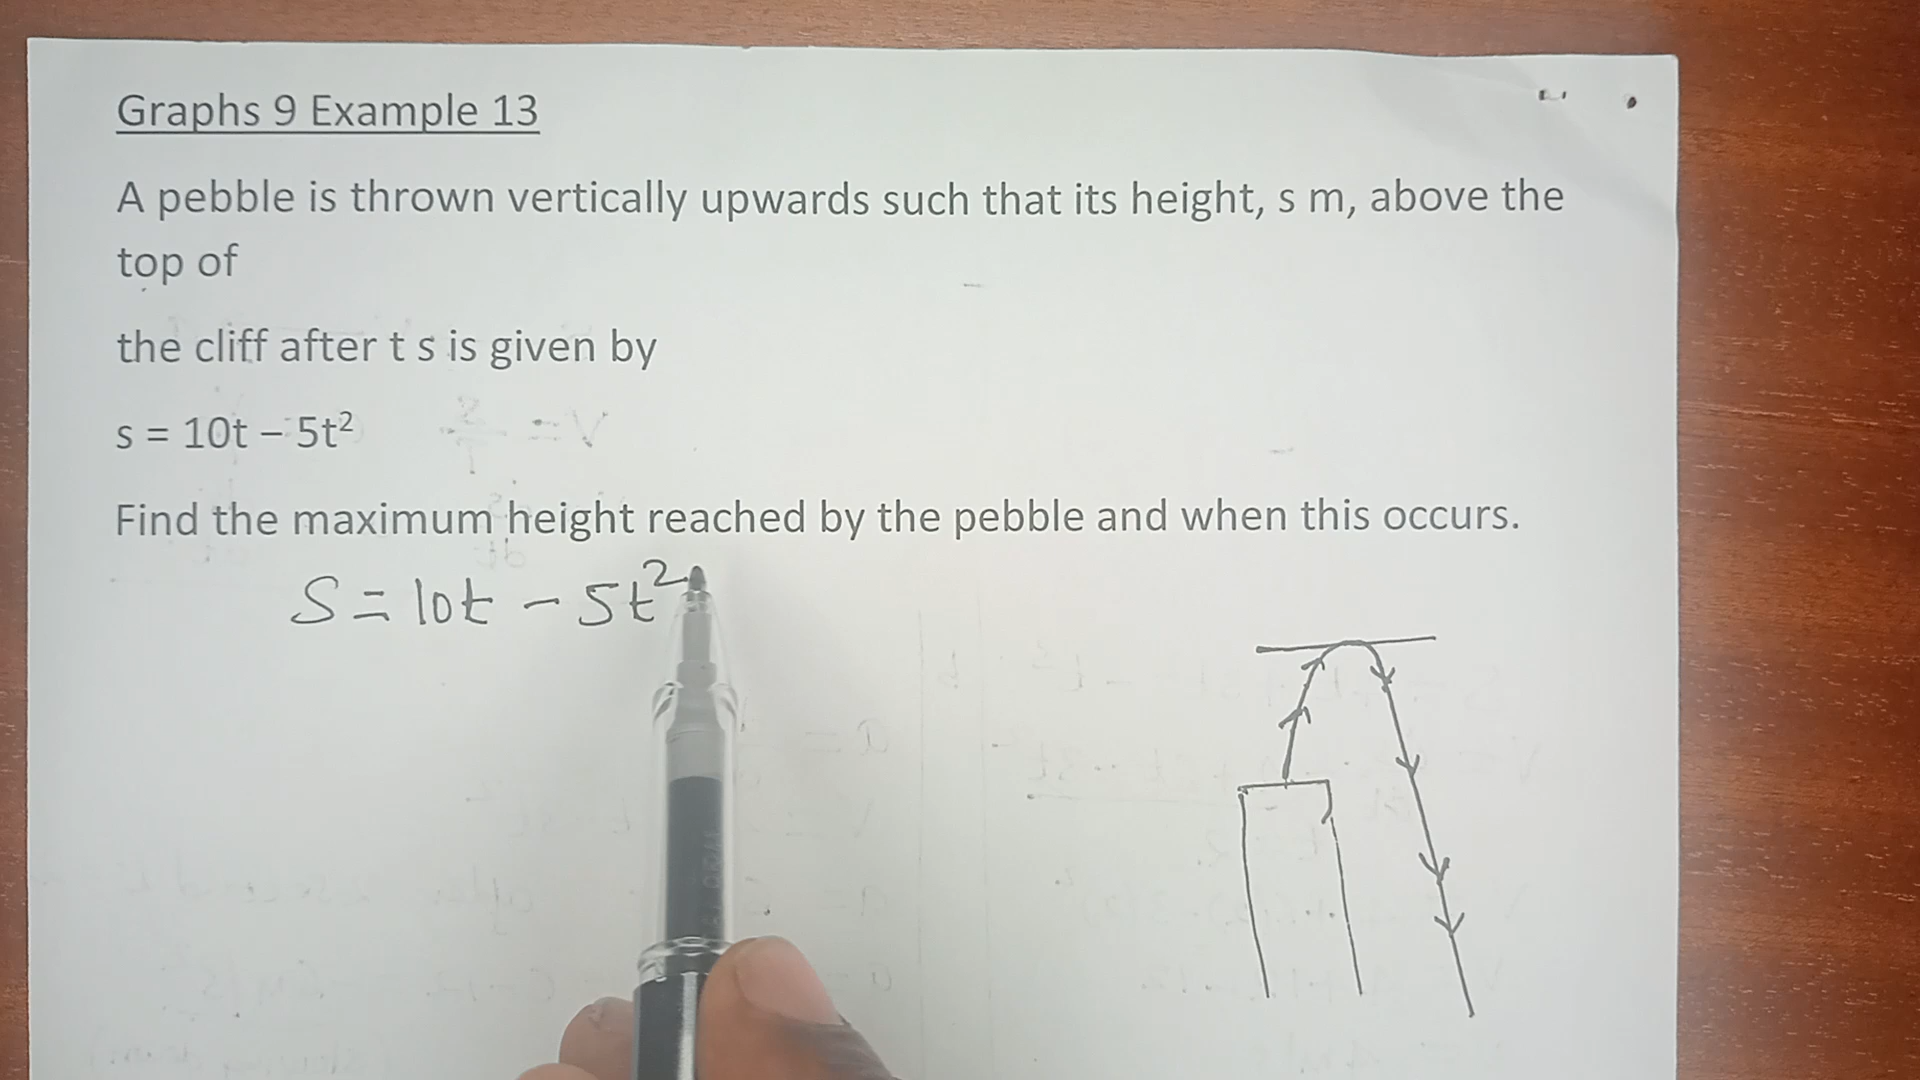 Graphs 9 Example 13
A pebble is thrown vertically upwards such that its height, s m, above the
top of
the cliff after t s is given by
s = 10t – 5t²
Find the maximum height reached by the pebble and when this occurs.
S = 10t - 5t²